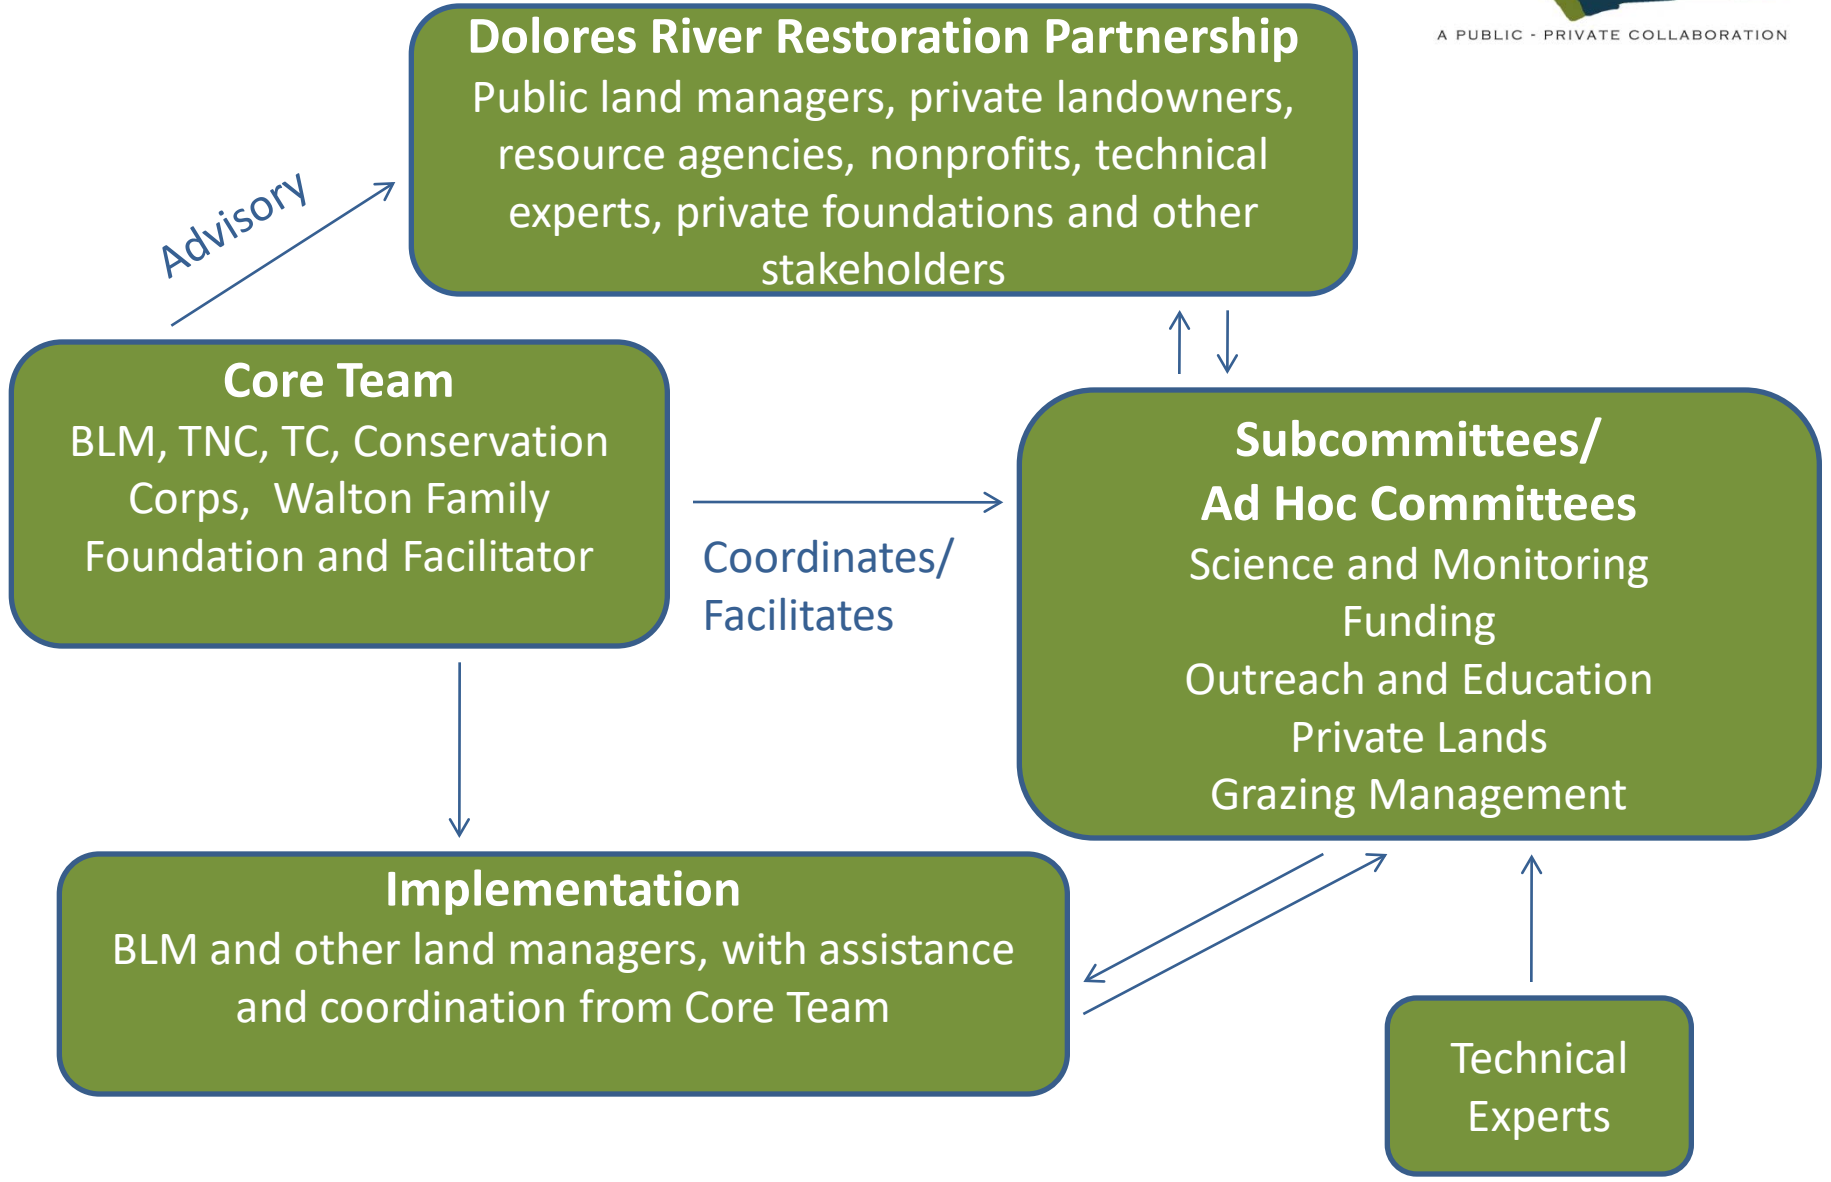 Dolores River Restoration Partnership
Public land managers, private landowners,
resource agencies, nonprofits, technical
experts, private foundations and other
stakeholders
A PUBLIC - PRIVATE COLLABORATION
Advisory
Core Team
BLM, TNC, TC, Conservation
Corps, Walton Family
Foundation and Facilitator
Coordinates/
Facilitates
Subcommittees/
Ad Hoc Committees
Science and Monitoring
Funding
Outreach and Education
Private Lands
Grazing Management
Implementation
BLM and other land managers, with assistance
and coordination from Core Team
Technical
Experts